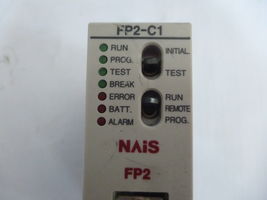 FP2-C1
RUN
PROG.
TEST
BREAK
ERROR
BATT.
ALARM
INITIAL.
TEST
RUN
REMOTE
PROG.
NAiS
FP2